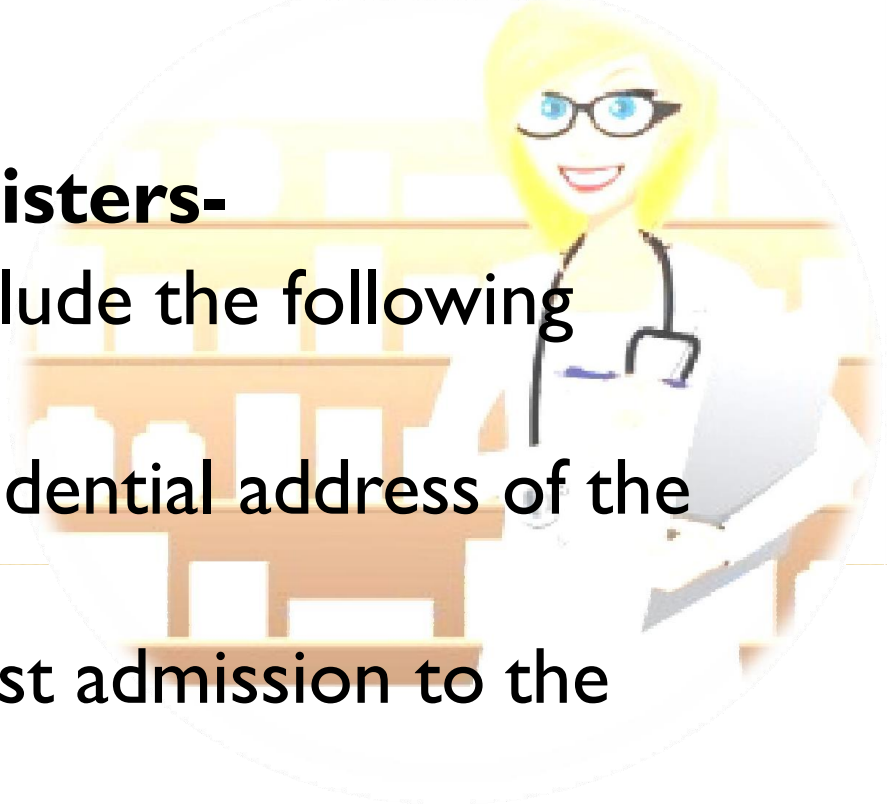 isters-
lude the following
dential address of the
st admission to the